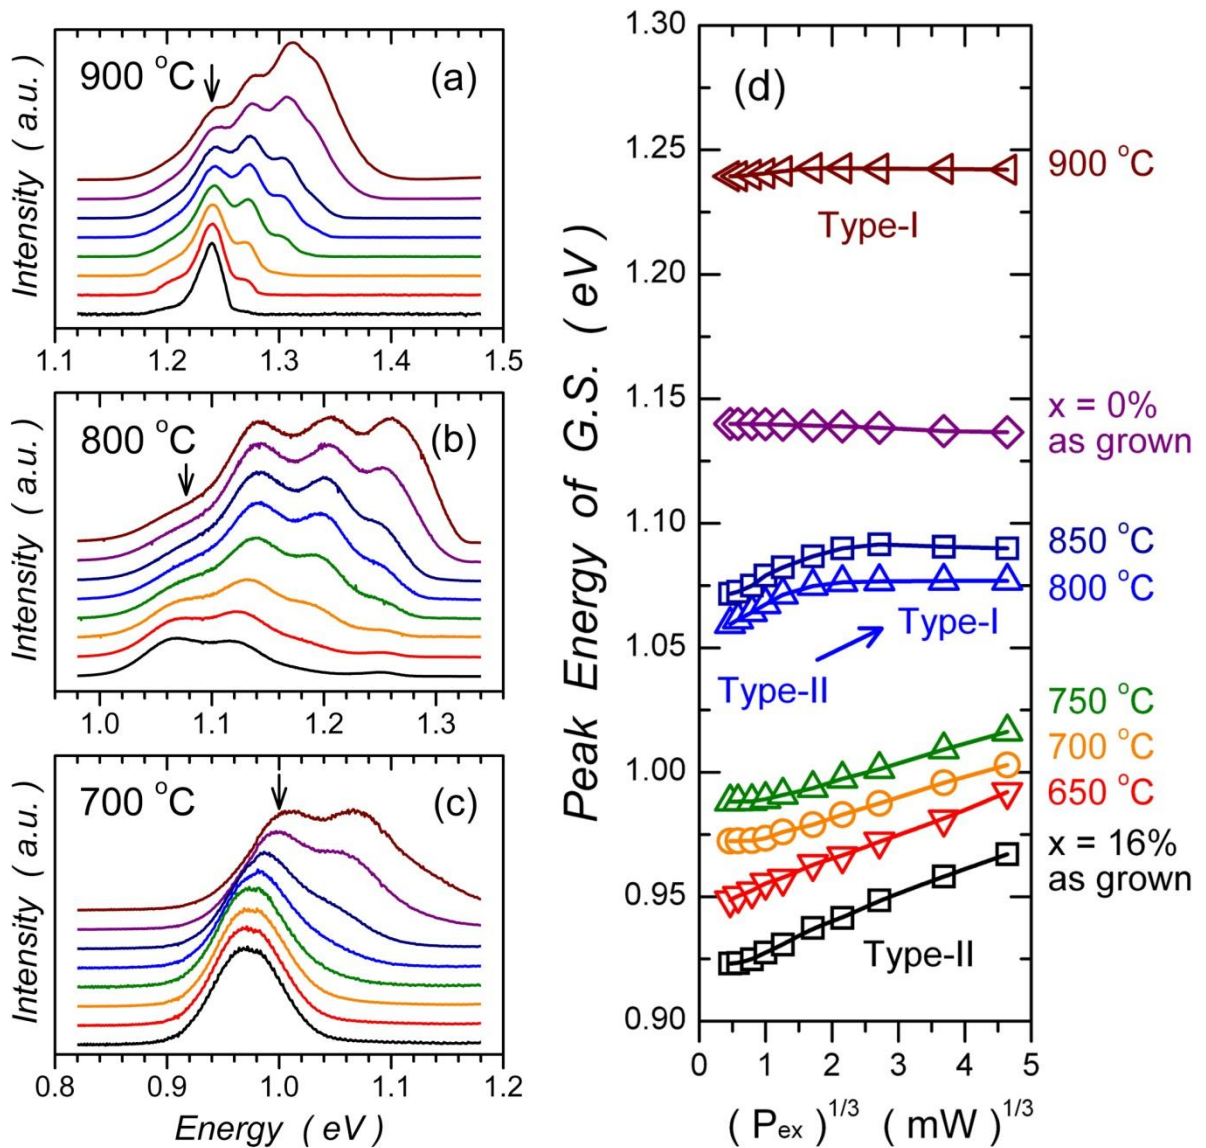 900 °C
(a)
Intensity ( a.u. )
1.1 1.2 1.3 1.4 1.5
800 °C
(b)
Intensity ( a.u. )
1.0 1.1 1.2 1.3
700 °C
(c)
Intensity ( a.u. )
0.8 0.9 1.0 1.1 1.2
Energy ( eV )
(d)
Peak Energy of G.S. ( eV )
1.30
1.25
1.20
1.15
1.10
1.05
1.00
0.95
0.90
900 °C
Type-I
x = 0%
as grown
850 °C
800 °C
Type-I
Type-II
750 °C
700 °C
650 °C
x = 16%
as grown
Type-II
0 1 2 3 4 5
( Pex )1/3 ( mW )1/3